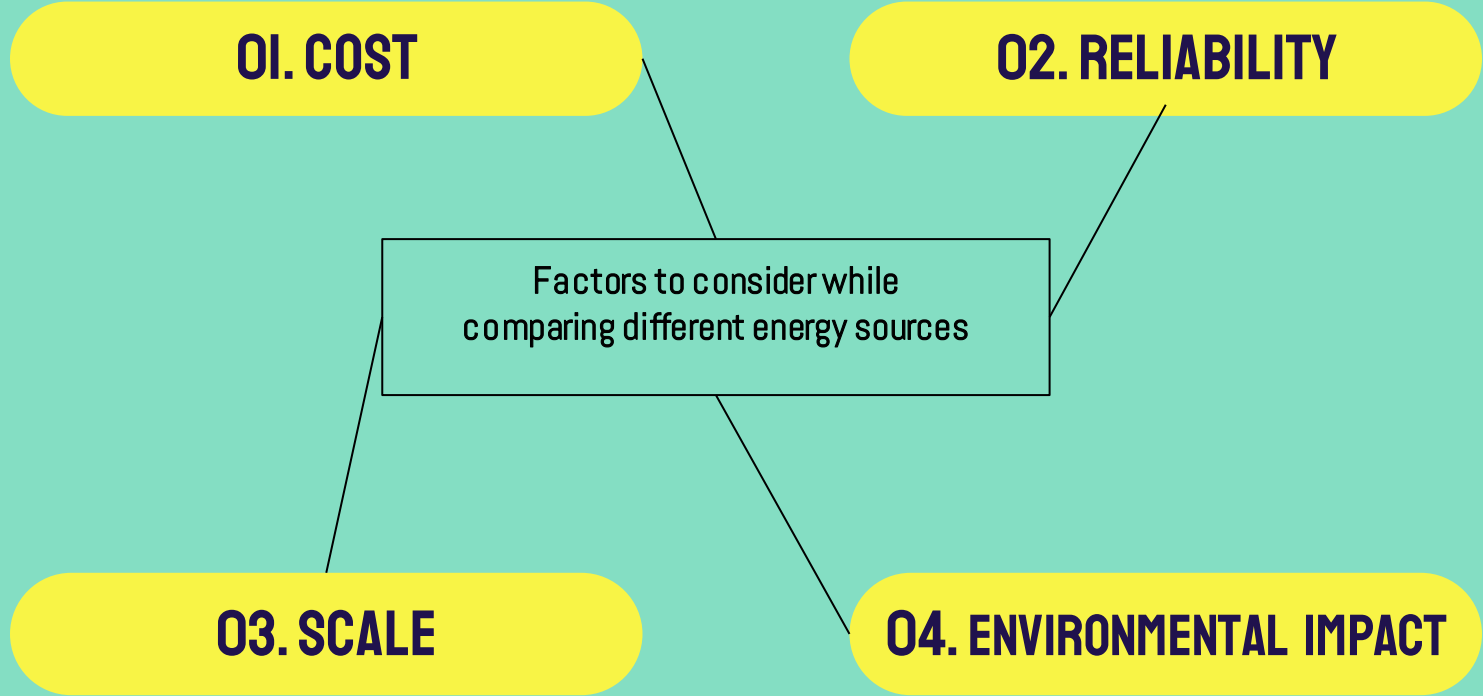 01. COST
02. RELIABILITY
Factors to consider while
comparing different energy sources
03. SCALE
04. ENVIRONMENTAL IMPACT